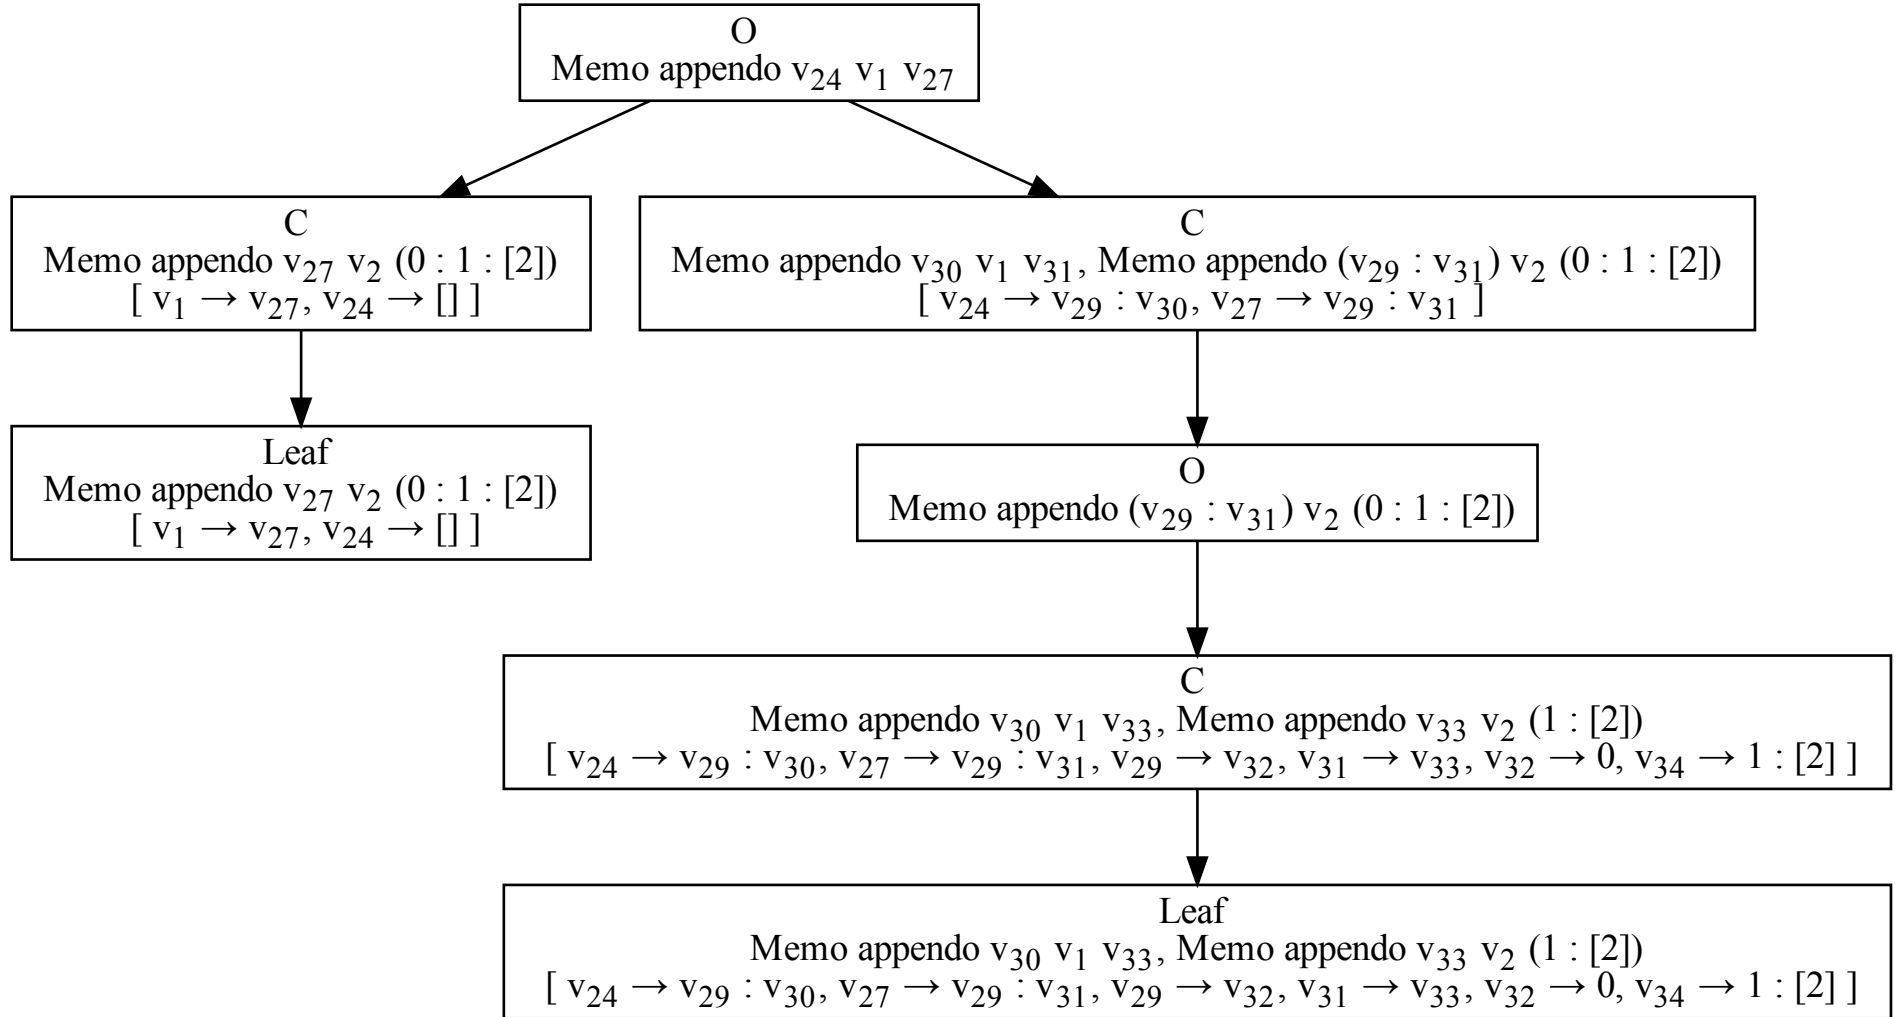 O
Memo appendo v₂₄ v₁ v₂₇
C
Memo appendo v₂₇ v₂ (0 : 1 : [2])
[ v₁ → v₂₇, v₂₄ → [] ]
C
Memo appendo v₃₀ v₁ v₃₁, Memo appendo (v₂₉ : v₃₁) v₂ (0 : 1 : [2])
[ v₂₄ → v₂₉ : v₃₀, v₂₇ → v₂₉ : v₃₁ ]
Leaf
Memo appendo v₂₇ v₂ (0 : 1 : [2])
[ v₁ → v₂₇, v₂₄ → [] ]
O
Memo appendo (v₂₉ : v₃₁) v₂ (0 : 1 : [2])
C
Memo appendo v₃₀ v₁ v₃₃, Memo appendo v₃₃ v₂ (1 : [2])
[ v₂₄ → v₂₉ : v₃₀, v₂₇ → v₂₉ : v₃₁, v₂₉ → v₃₂, v₃₁ → v₃₃, v₃₂ → 0, v₃₄ → 1 : [2] ]
Leaf
Memo appendo v₃₀ v₁ v₃₃, Memo appendo v₃₃ v₂ (1 : [2])
[ v₂₄ → v₂₉ : v₃₀, v₂₇ → v₂₉ : v₃₁, v₂₉ → v₃₂, v₃₁ → v₃₃, v₃₂ → 0, v₃₄ → 1 : [2] ]